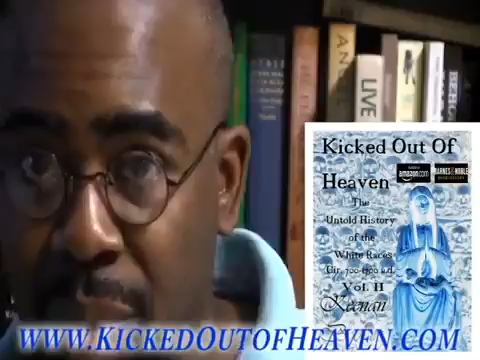 LIVE
Kicked Out Of
Heaven
amazon.com
BARNES & NOBLE
The
Untold History
of the
White Races
Cir. 700-1700 a.d.
Vol. II
Keenan
WWW.KICKEDOUTOFHEAVEN.COM